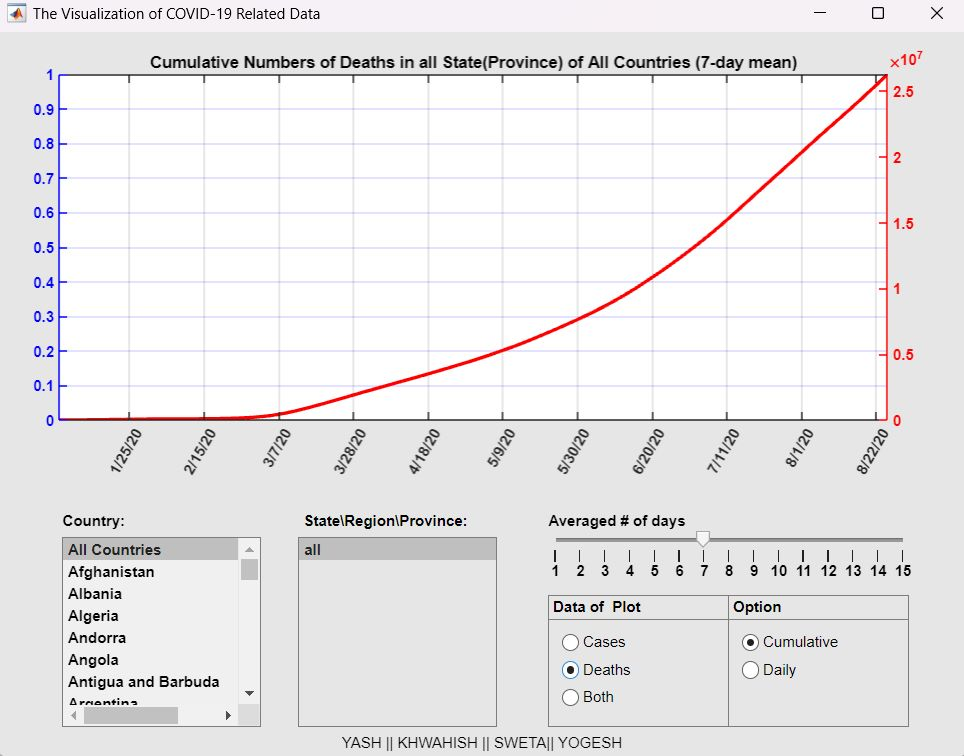 The Visualization of COVID-19 Related Data
Cumulative Numbers of Deaths in all State(Province) of All Countries (7-day mean)
×10^7
1
0.9
0.8
0.7
0.6
0.5
0.4
0.3
0.2
0.1
0
2.5
2
1.5
1
0.5
0
1/25/20 2/15/20 3/7/20 3/28/20 4/18/20 5/9/20 5/30/20 6/20/20 7/11/20 8/1/20 8/22/20
Country:
All Countries
Afghanistan
Albania
Algeria
Andorra
Angola
Antigua and Barbuda
Argentina
State\Region\Province:
all
Averaged # of days
1 2 3 4 5 6 7 8 9 10 11 12 13 14 15
Data of Plot
Cases
Deaths
Both
Option
Cumulative
Daily
YASH || KHWAHISH || SWETA|| YOGESH